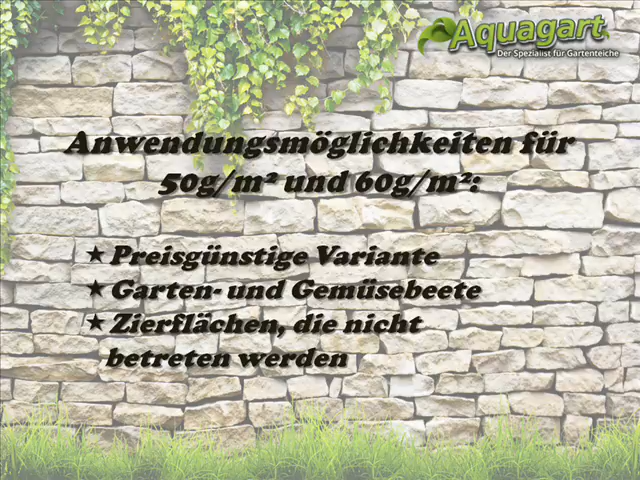 Aquagart
Der Spezialist für Gartenteiche
Anwendungsmöglichkeiten für
50g/m² und 60g/m²:
★ Preisgünstige Variante
★ Garten- und Gemüsebeete
★ Zierflächen, die nicht
betreten werden